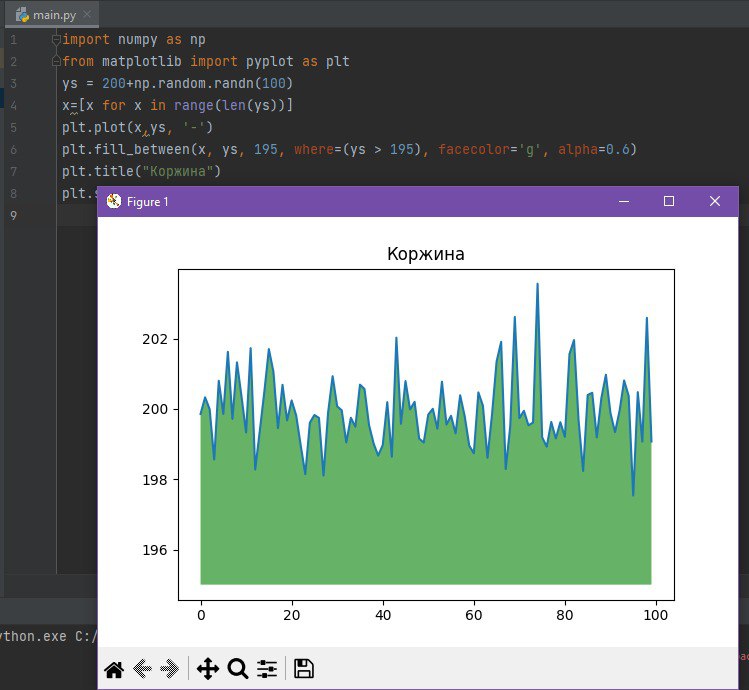 main.py
1 import numpy as np
2 from matplotlib import pyplot as plt
3 ys = 200+np.random.randn(100)
4 x=[x for x in range(len(ys))]
5 plt.plot(x,ys, '-')
6 plt.fill_between(x, ys, 195, where=(ys > 195), facecolor='g', alpha=0.6)
7 plt.title("Коржина")
8 plt.s
9
Figure 1
Коржина
202
200
198
196
0 20 40 60 80 100
ython.exe C:/